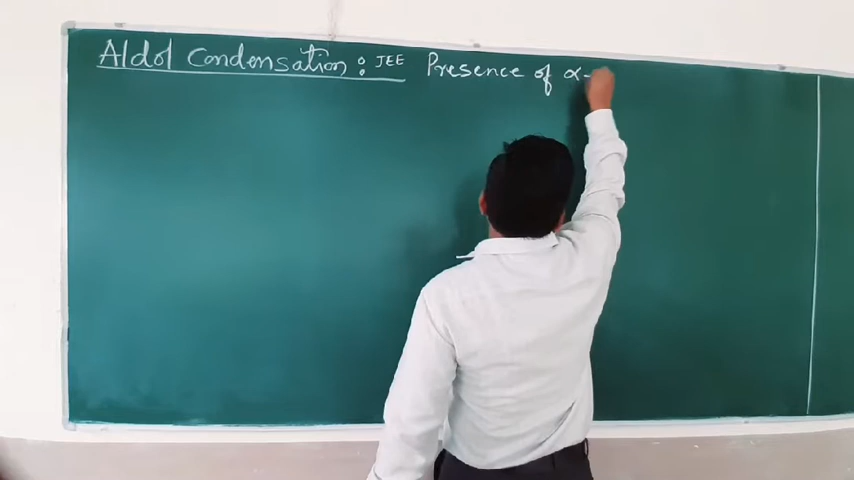 Aldol Condensation : JEE Presence of α-